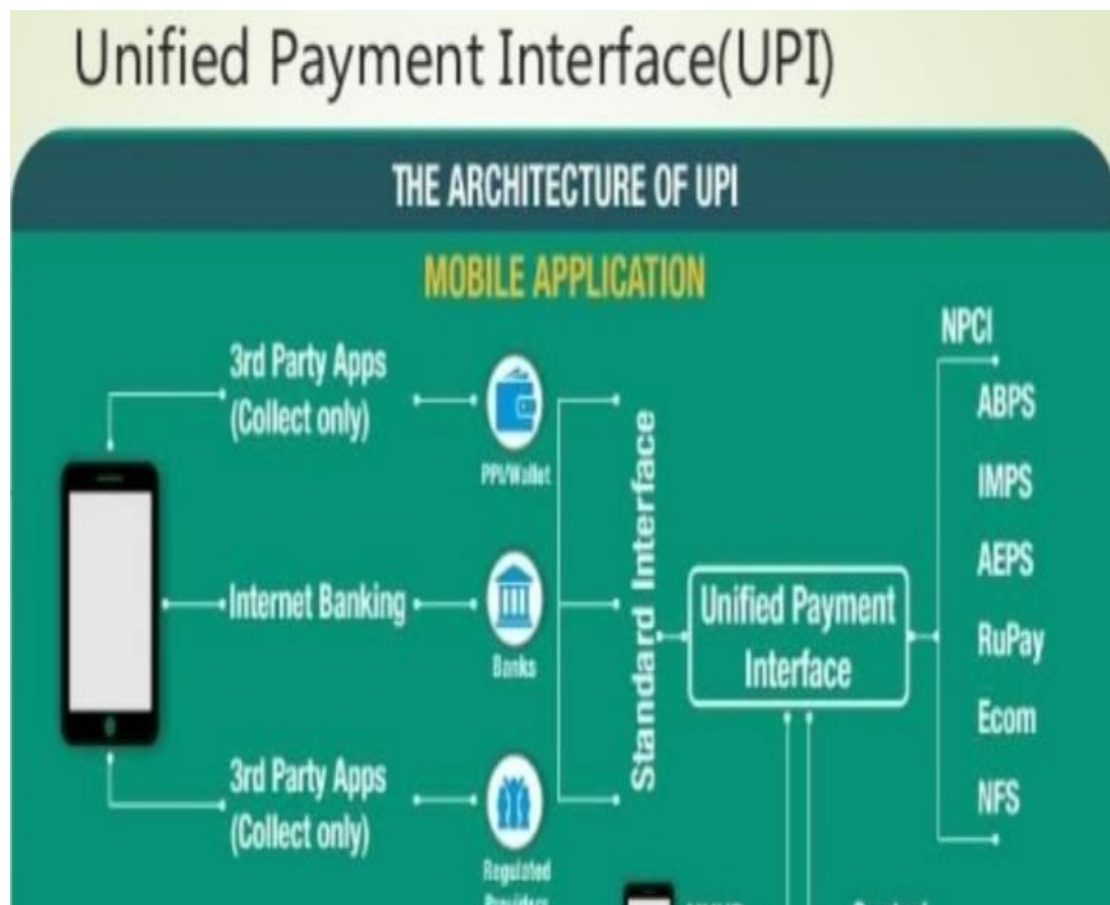 Unified Payment Interface(UPI)
THE ARCHITECTURE OF UPI
MOBILE APPLICATION
3rd Party Apps
(Collect only)
PPI/Wallet
Internet Banking
Banks
3rd Party Apps
(Collect only)
Regulated
Providers
Standard Interface
Unified Payment
Interface
NPCI
ABPS
IMPS
AEPS
RuPay
Ecom
NFS